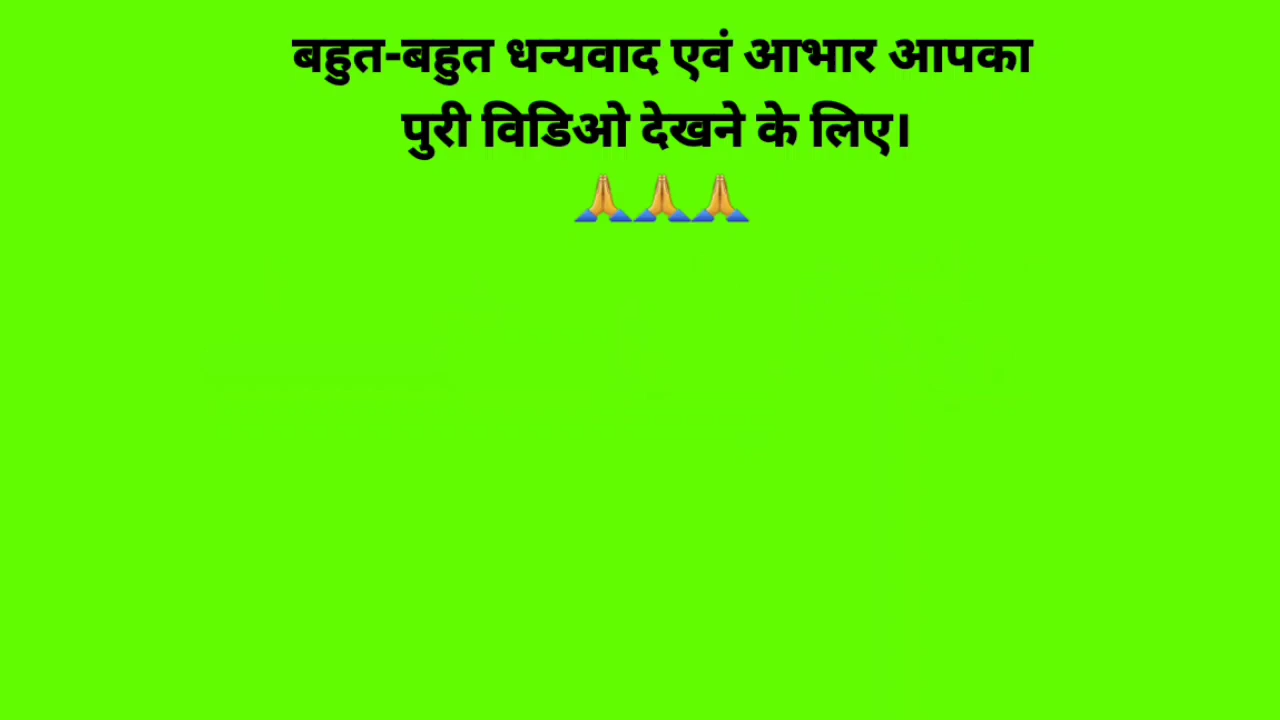 बहुत-बहुत धन्यवाद एवं आभार आपका
पुरी विडिओ देखने के लिए।
🙏🙏🙏